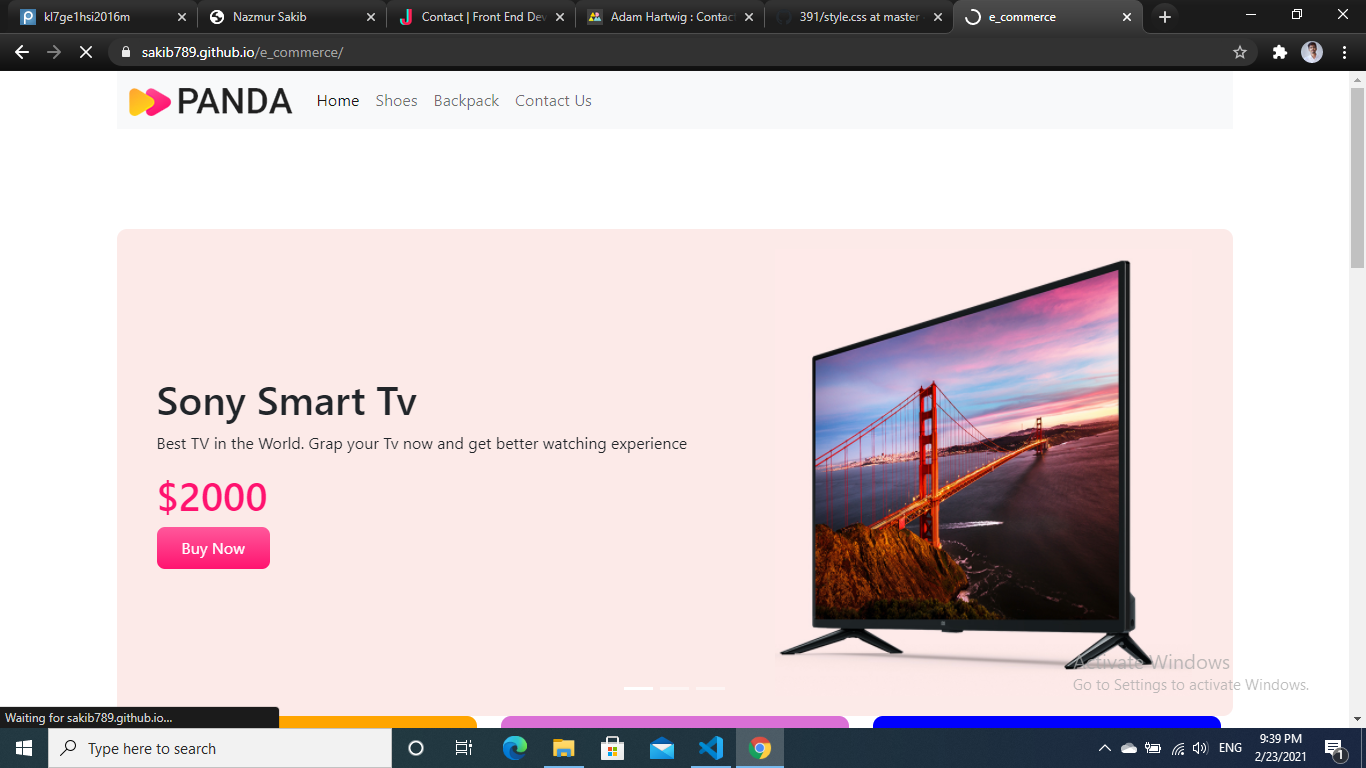 kl7ge1hsi2016m
Nazmur Sakib
Contact | Front End Dev
Adam Hartwig : Contact
391/style.css at master
e_commerce
sakib789.github.io/e_commerce/
PANDA
Home
Shoes
Backpack
Contact Us
Sony Smart Tv
Best TV in the World. Grap your Tv now and get better watching experience
$2000
Buy Now
Activate Windows
Go to Settings to activate Windows.
Waiting for sakib789.github.io...
Type here to search
ENG
9:39 PM
2/23/2021
1